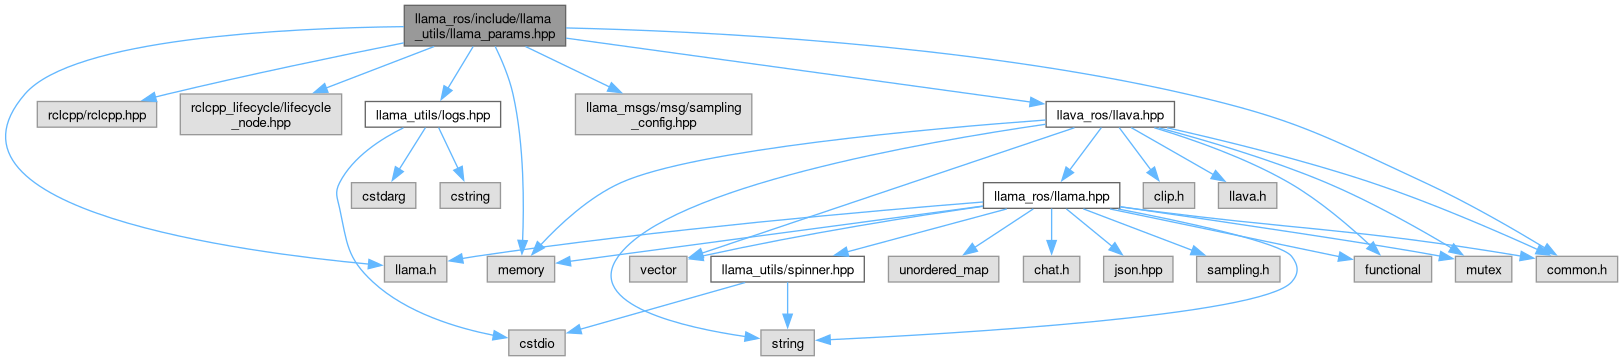 llama_ros/include/llama
_utils/llama_params.hpp
rclcpp/rclcpp.hpp
rclcpp_lifecycle/lifecycle
_node.hpp
llama_utils/logs.hpp
llama_msgs/msg/sampling
_config.hpp
llava_ros/llava.hpp
cstdarg
cstring
llama_ros/llama.hpp
clip.h
llava.h
llama.h
memory
vector
llama_utils/spinner.hpp
unordered_map
chat.h
json.hpp
sampling.h
functional
mutex
common.h
cstdio
string